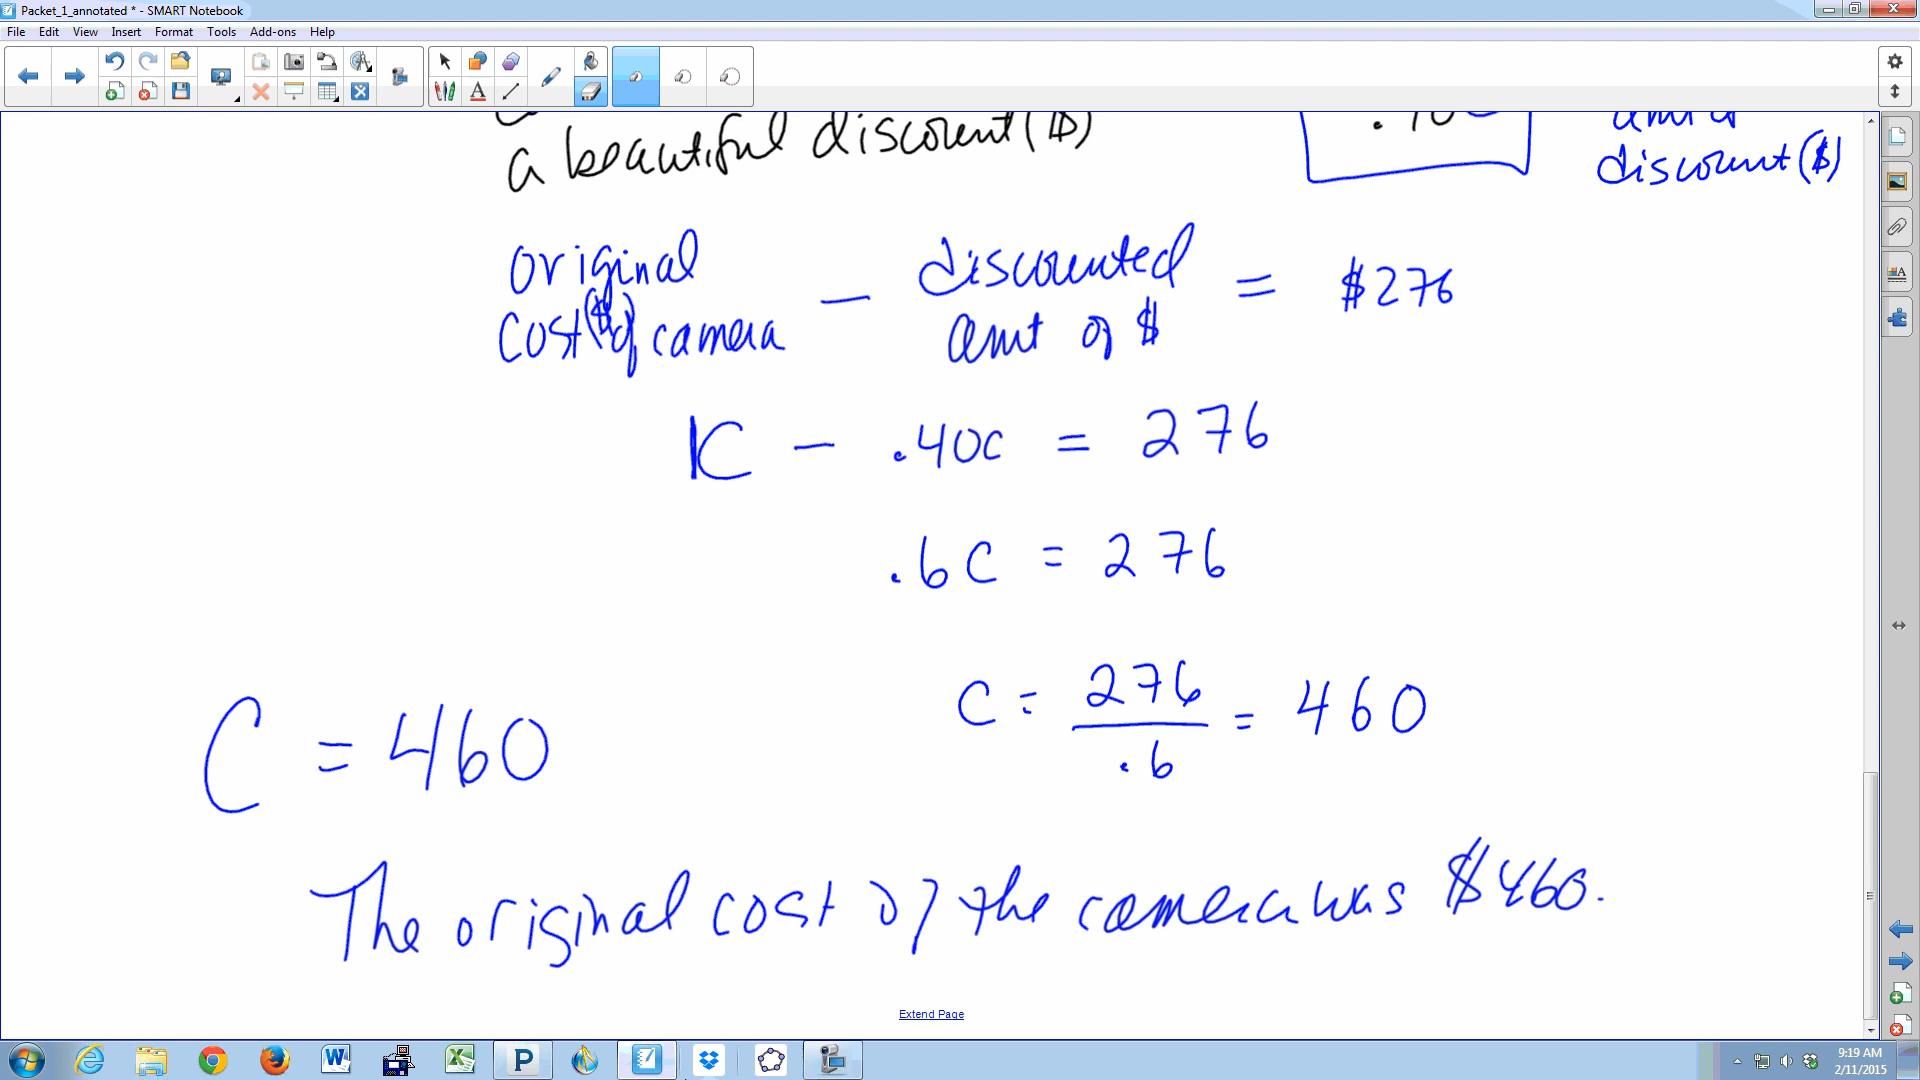 Packet_1_annotated * - SMART Notebook
File Edit View Insert Format Tools Add-ons Help
a beautiful discount ($)
discount ($)
original cost ($) of camera − discounted amt of $ = $276
1C − .40C = 276
.6C = 276
C = 276/.6 = 460
C = 460
The original cost of the camera was $460.
Extend Page
9:19 AM
2/11/2015